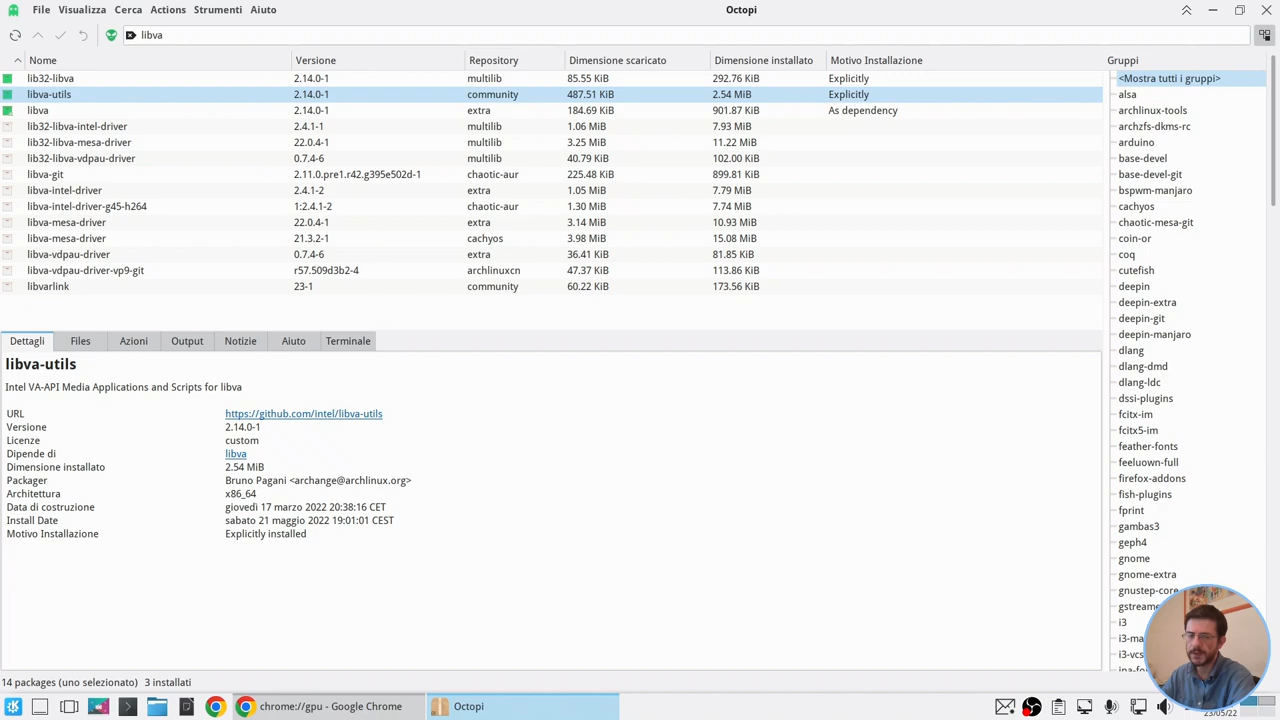 File Visualizza Cerca Actions Strumenti Aiuto Octopi
libva
Nome Versione Repository Dimensione scaricato Dimensione installato Motivo Installazione Gruppi
lib32-libva 2.14.0-1 multilib 85.55 KiB 292.76 KiB Explicitly <Mostra tutti i gruppi>
libva-utils 2.14.0-1 community 487.51 KiB 2.54 MiB Explicitly alsa
libva 2.14.0-1 extra 184.69 KiB 901.87 KiB As dependency archlinux-tools
lib32-libva-intel-driver 2.4.1-1 multilib 1.06 MiB 7.93 MiB archzfs-dkms-rc
lib32-libva-mesa-driver 22.0.4-1 multilib 3.25 MiB 11.22 MiB arduino
lib32-libva-vdpau-driver 0.7.4-6 multilib 40.79 KiB 102.00 KiB base-devel
libva-git 2.11.0.pre1.r42.g395e502d-1 chaotic-aur 225.48 KiB 899.81 KiB base-devel-git
libva-intel-driver 2.4.1-2 extra 1.05 MiB 7.79 MiB bspwm-manjaro
libva-intel-driver-g45-h264 1:2.4.1-2 chaotic-aur 1.30 MiB 7.74 MiB cachyos
libva-mesa-driver 22.0.4-1 extra 3.14 MiB 10.93 MiB chaotic-mesa-git
libva-mesa-driver 21.3.2-1 cachyos 3.98 MiB 15.08 MiB coin-or
libva-vdpau-driver 0.7.4-6 extra 36.41 KiB 81.85 KiB coq
libva-vdpau-driver-vp9-git r57.509d3b2-4 archlinuxcn 47.37 KiB 113.86 KiB cutefish
libvarlink 23-1 community 60.22 KiB 173.56 KiB deepin
deepin-extra
deepin-git
deepin-manjaro
dlang
dlang-dmd
dlang-ldc
dssi-plugins
fcitx-im
fcitx5-im
feather-fonts
feeluown-full
firefox-addons
fish-plugins
fprint
gambas3
geph4
gnome
gnome-extra
gnustep-core
gstreame
i3
i3-ma
i3-vcs
Dettagli Files Azioni Output Notizie Aiuto Terminale
libva-utils
Intel VA-API Media Applications and Scripts for libva
URL https://github.com/intel/libva-utils
Versione 2.14.0-1
Licenze custom
Dipende di libva
Dimensione installato 2.54 MiB
Packager Bruno Pagani <archange@archlinux.org>
Architettura x86_64
Data di costruzione giovedì 17 marzo 2022 20:38:16 CET
Install Date sabato 21 maggio 2022 19:01:01 CEST
Motivo Installazione Explicitly installed
14 packages (uno selezionato) 3 installati
chrome://gpu - Google Chrome Octopi
23/05/22